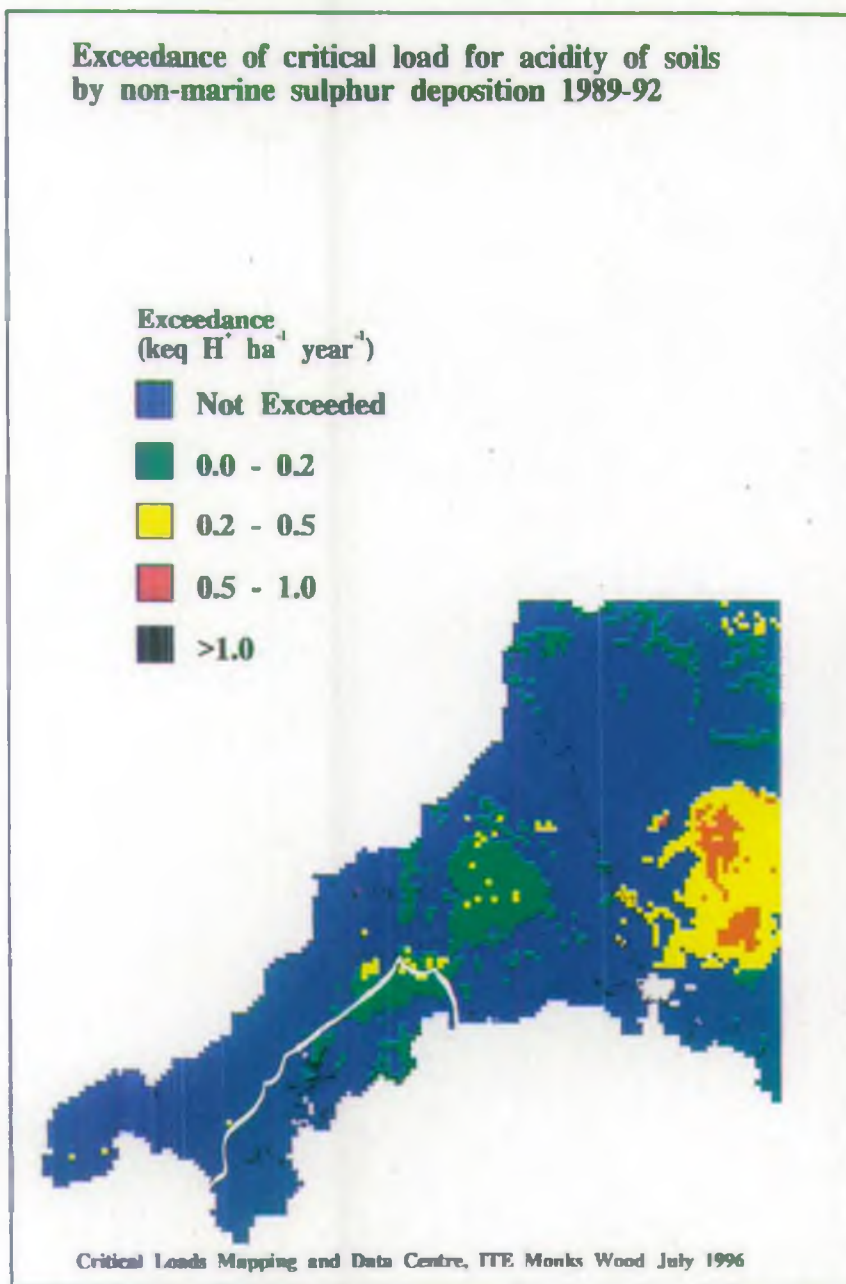 Exceedance of critical load for acidity of soils
by non-marine sulphur deposition 1989-92
Exceedance
(keq H⁺ ha⁻¹ year⁻¹)
Not Exceeded
0.0 - 0.2
0.2 - 0.5
0.5 - 1.0
>1.0
Critical Loads Mapping and Data Centre, ITE Monks Wood July 1996